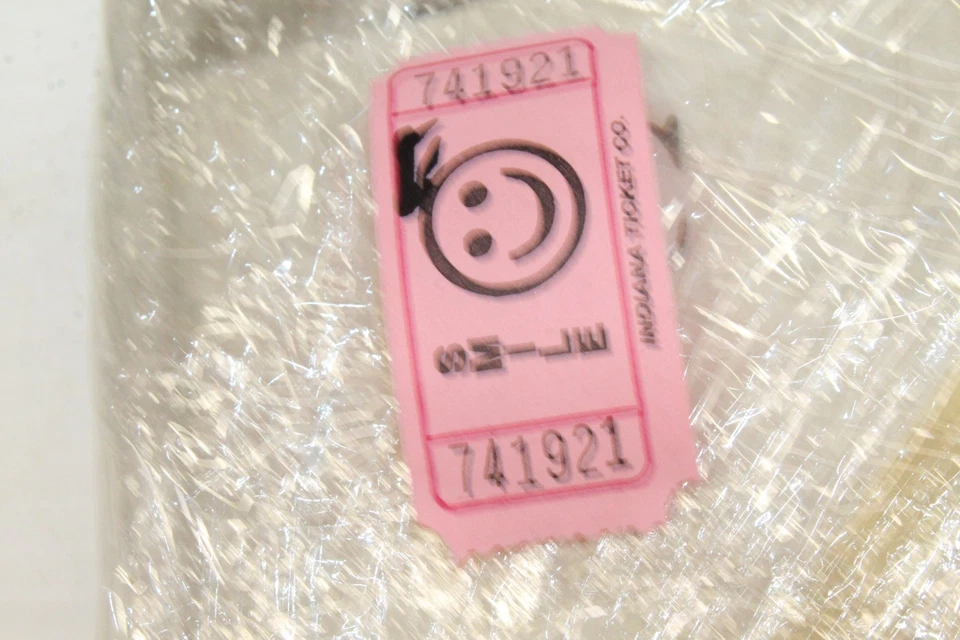 741921
SMILE
741921
INDIANA TICKET CO.